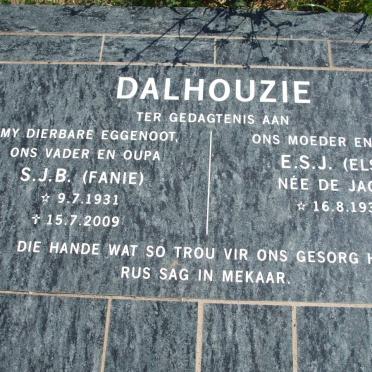 DALHOUZIE
TER GEDAGTENIS AAN
MY DIERBARE EGGENOOT,
ONS VADER EN OUPA
S.J.B. (FANIE)
☆ 9.7.1931
✝ 15.7.2009
ONS MOEDER EN
E.S.J.
NÉE DE
☆ 16.8.193
DIE HANDE WAT SO TROU VIR ONS GESORG
RUS SAG IN MEKAAR.